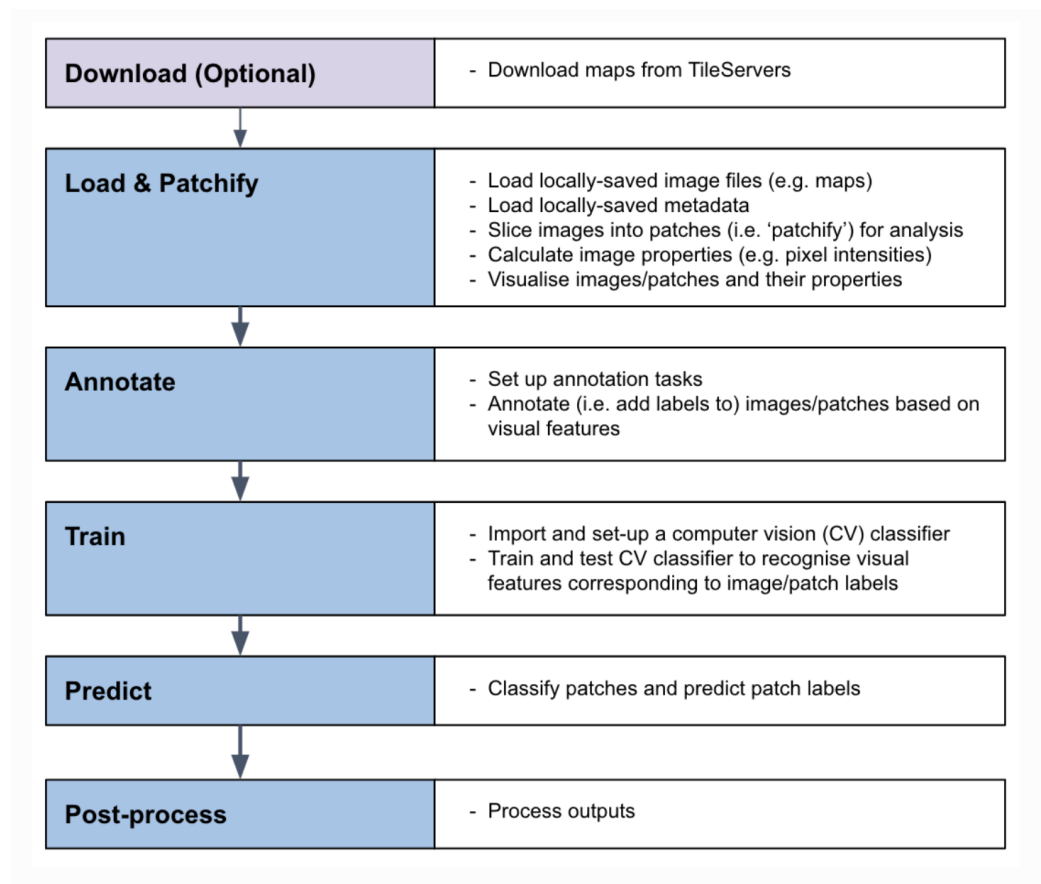 Download (Optional)
- Download maps from TileServers
Load & Patchify
- Load locally-saved image files (e.g. maps)
- Load locally-saved metadata
- Slice images into patches (i.e. ‘patchify’) for analysis
- Calculate image properties (e.g. pixel intensities)
- Visualise images/patches and their properties
Annotate
- Set up annotation tasks
- Annotate (i.e. add labels to) images/patches based on
visual features
Train
- Import and set-up a computer vision (CV) classifier
- Train and test CV classifier to recognise visual
features corresponding to image/patch labels
Predict
- Classify patches and predict patch labels
Post-process
- Process outputs